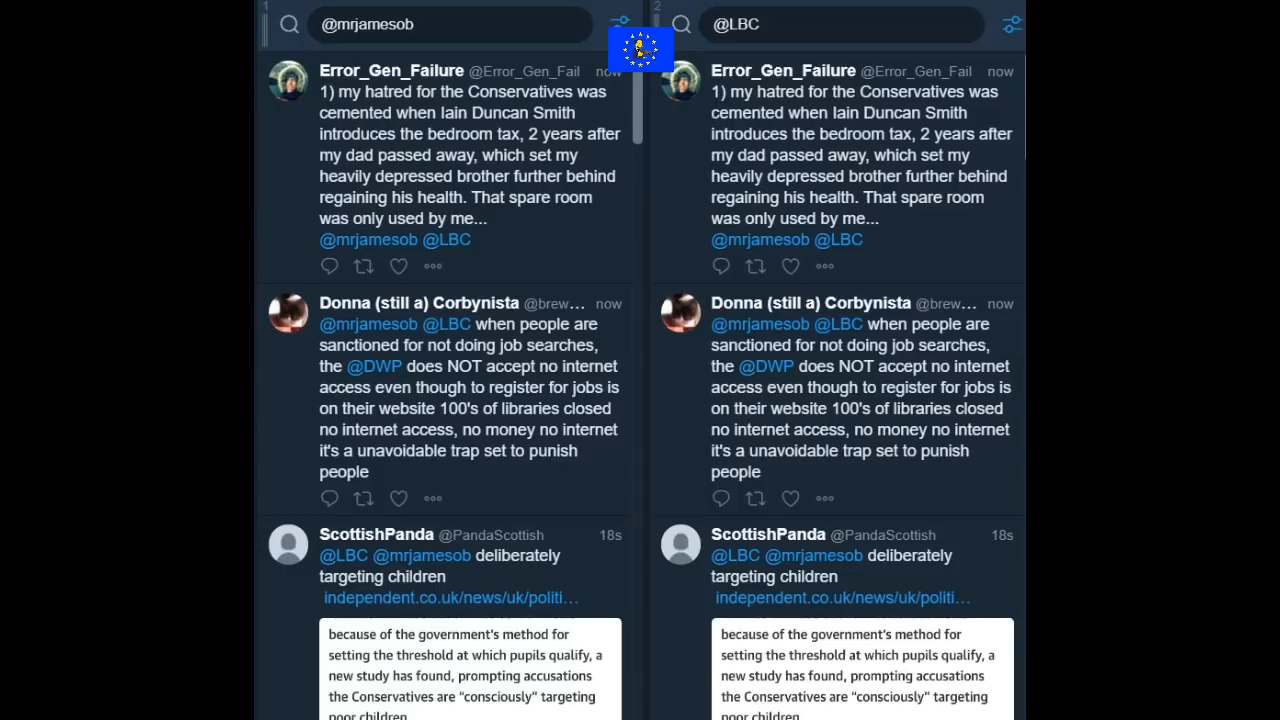 1
@mrjamesob
Error_Gen_Failure @Error_Gen_Fail now
1) my hatred for the Conservatives was
cemented when Iain Duncan Smith
introduces the bedroom tax, 2 years after
my dad passed away, which set my
heavily depressed brother further behind
regaining his health. That spare room
was only used by me...
@mrjamesob @LBC
Donna (still a) Corbynista @brew... now
@mrjamesob @LBC when people are
sanctioned for not doing job searches,
the @DWP does NOT accept no internet
access even though to register for jobs is
on their website 100's of libraries closed
no internet access, no money no internet
it's a unavoidable trap set to punish
people
ScottishPanda @PandaScottish 18s
@LBC @mrjamesob deliberately
targeting children
independent.co.uk/news/uk/politi...
because of the government's method for
setting the threshold at which pupils qualify, a
new study has found, prompting accusations
the Conservatives are “consciously” targeting
poor children
2
@LBC
Error_Gen_Failure @Error_Gen_Fail now
1) my hatred for the Conservatives was
cemented when Iain Duncan Smith
introduces the bedroom tax, 2 years after
my dad passed away, which set my
heavily depressed brother further behind
regaining his health. That spare room
was only used by me...
@mrjamesob @LBC
Donna (still a) Corbynista @brew... now
@mrjamesob @LBC when people are
sanctioned for not doing job searches,
the @DWP does NOT accept no internet
access even though to register for jobs is
on their website 100's of libraries closed
no internet access, no money no internet
it's a unavoidable trap set to punish
people
ScottishPanda @PandaScottish 18s
@LBC @mrjamesob deliberately
targeting children
independent.co.uk/news/uk/politi...
because of the government's method for
setting the threshold at which pupils qualify, a
new study has found, prompting accusations
the Conservatives are “consciously” targeting
poor children